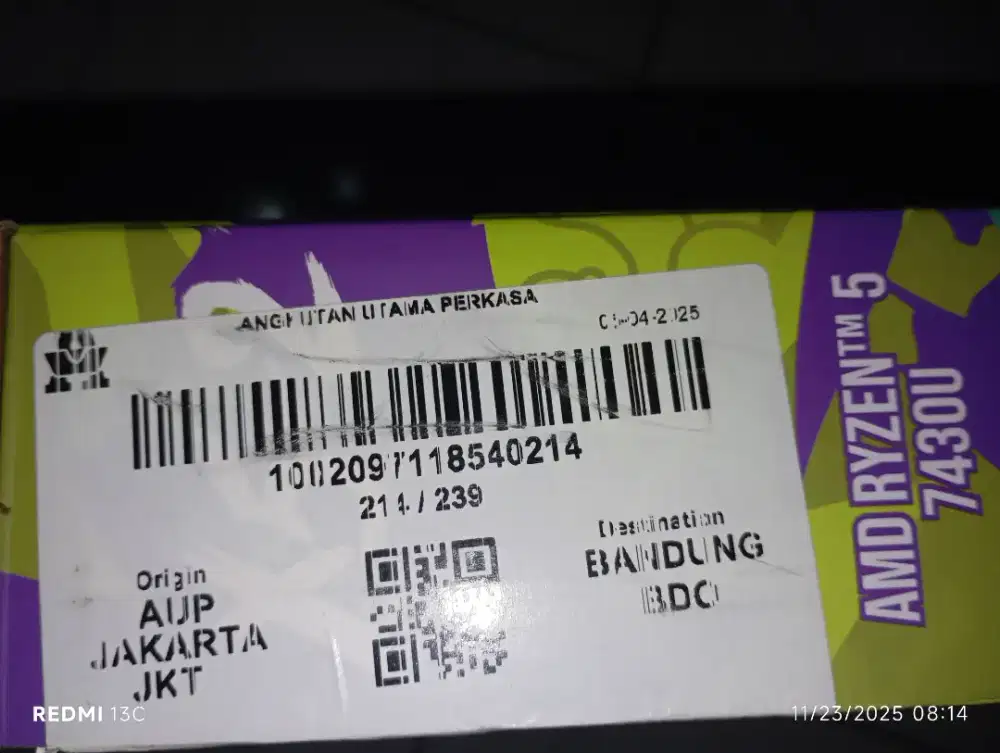 ANGKUTAN UTAMA PERKASA
1002097118540214
214 / 239
Origin
AUP
JAKARTA
JKT
Destination
BANDUNG
BDO
AMD RYZEN™ 5
7430U
REDMI 13C
11/23/2025 08:14